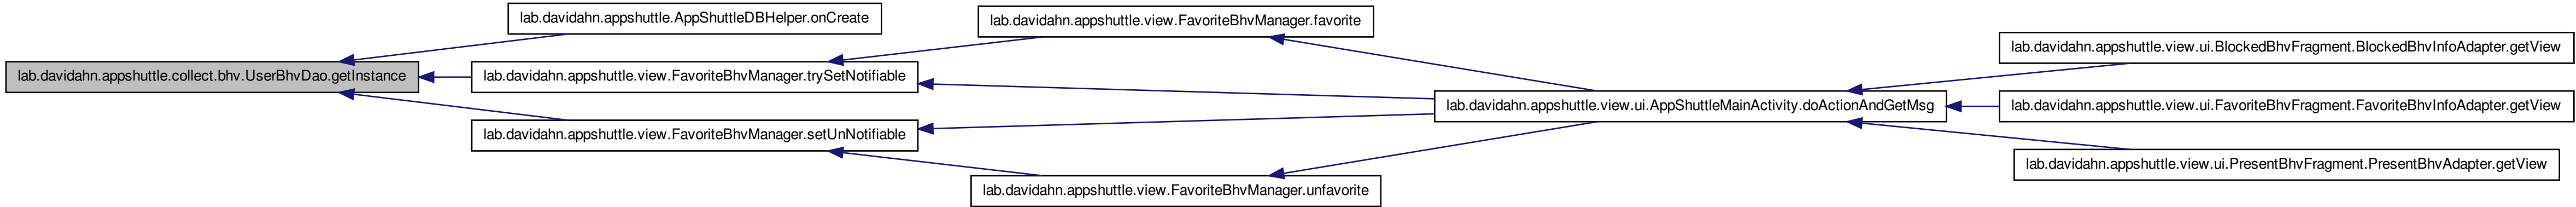 lab.davidahn.appshuttle.collect.bhv.UserBhvDao.getInstance
lab.davidahn.appshuttle.AppShuttleDBHelper.onCreate
lab.davidahn.appshuttle.view.FavoriteBhvManager.trySetNotifiable
lab.davidahn.appshuttle.view.FavoriteBhvManager.setUnNotifiable
lab.davidahn.appshuttle.view.FavoriteBhvManager.favorite
lab.davidahn.appshuttle.view.FavoriteBhvManager.unfavorite
lab.davidahn.appshuttle.view.ui.AppShuttleMainActivity.doActionAndGetMsg
lab.davidahn.appshuttle.view.ui.BlockedBhvFragment.BlockedBhvInfoAdapter.getView
lab.davidahn.appshuttle.view.ui.FavoriteBhvFragment.FavoriteBhvInfoAdapter.getView
lab.davidahn.appshuttle.view.ui.PresentBhvFragment.PresentBhvAdapter.getView